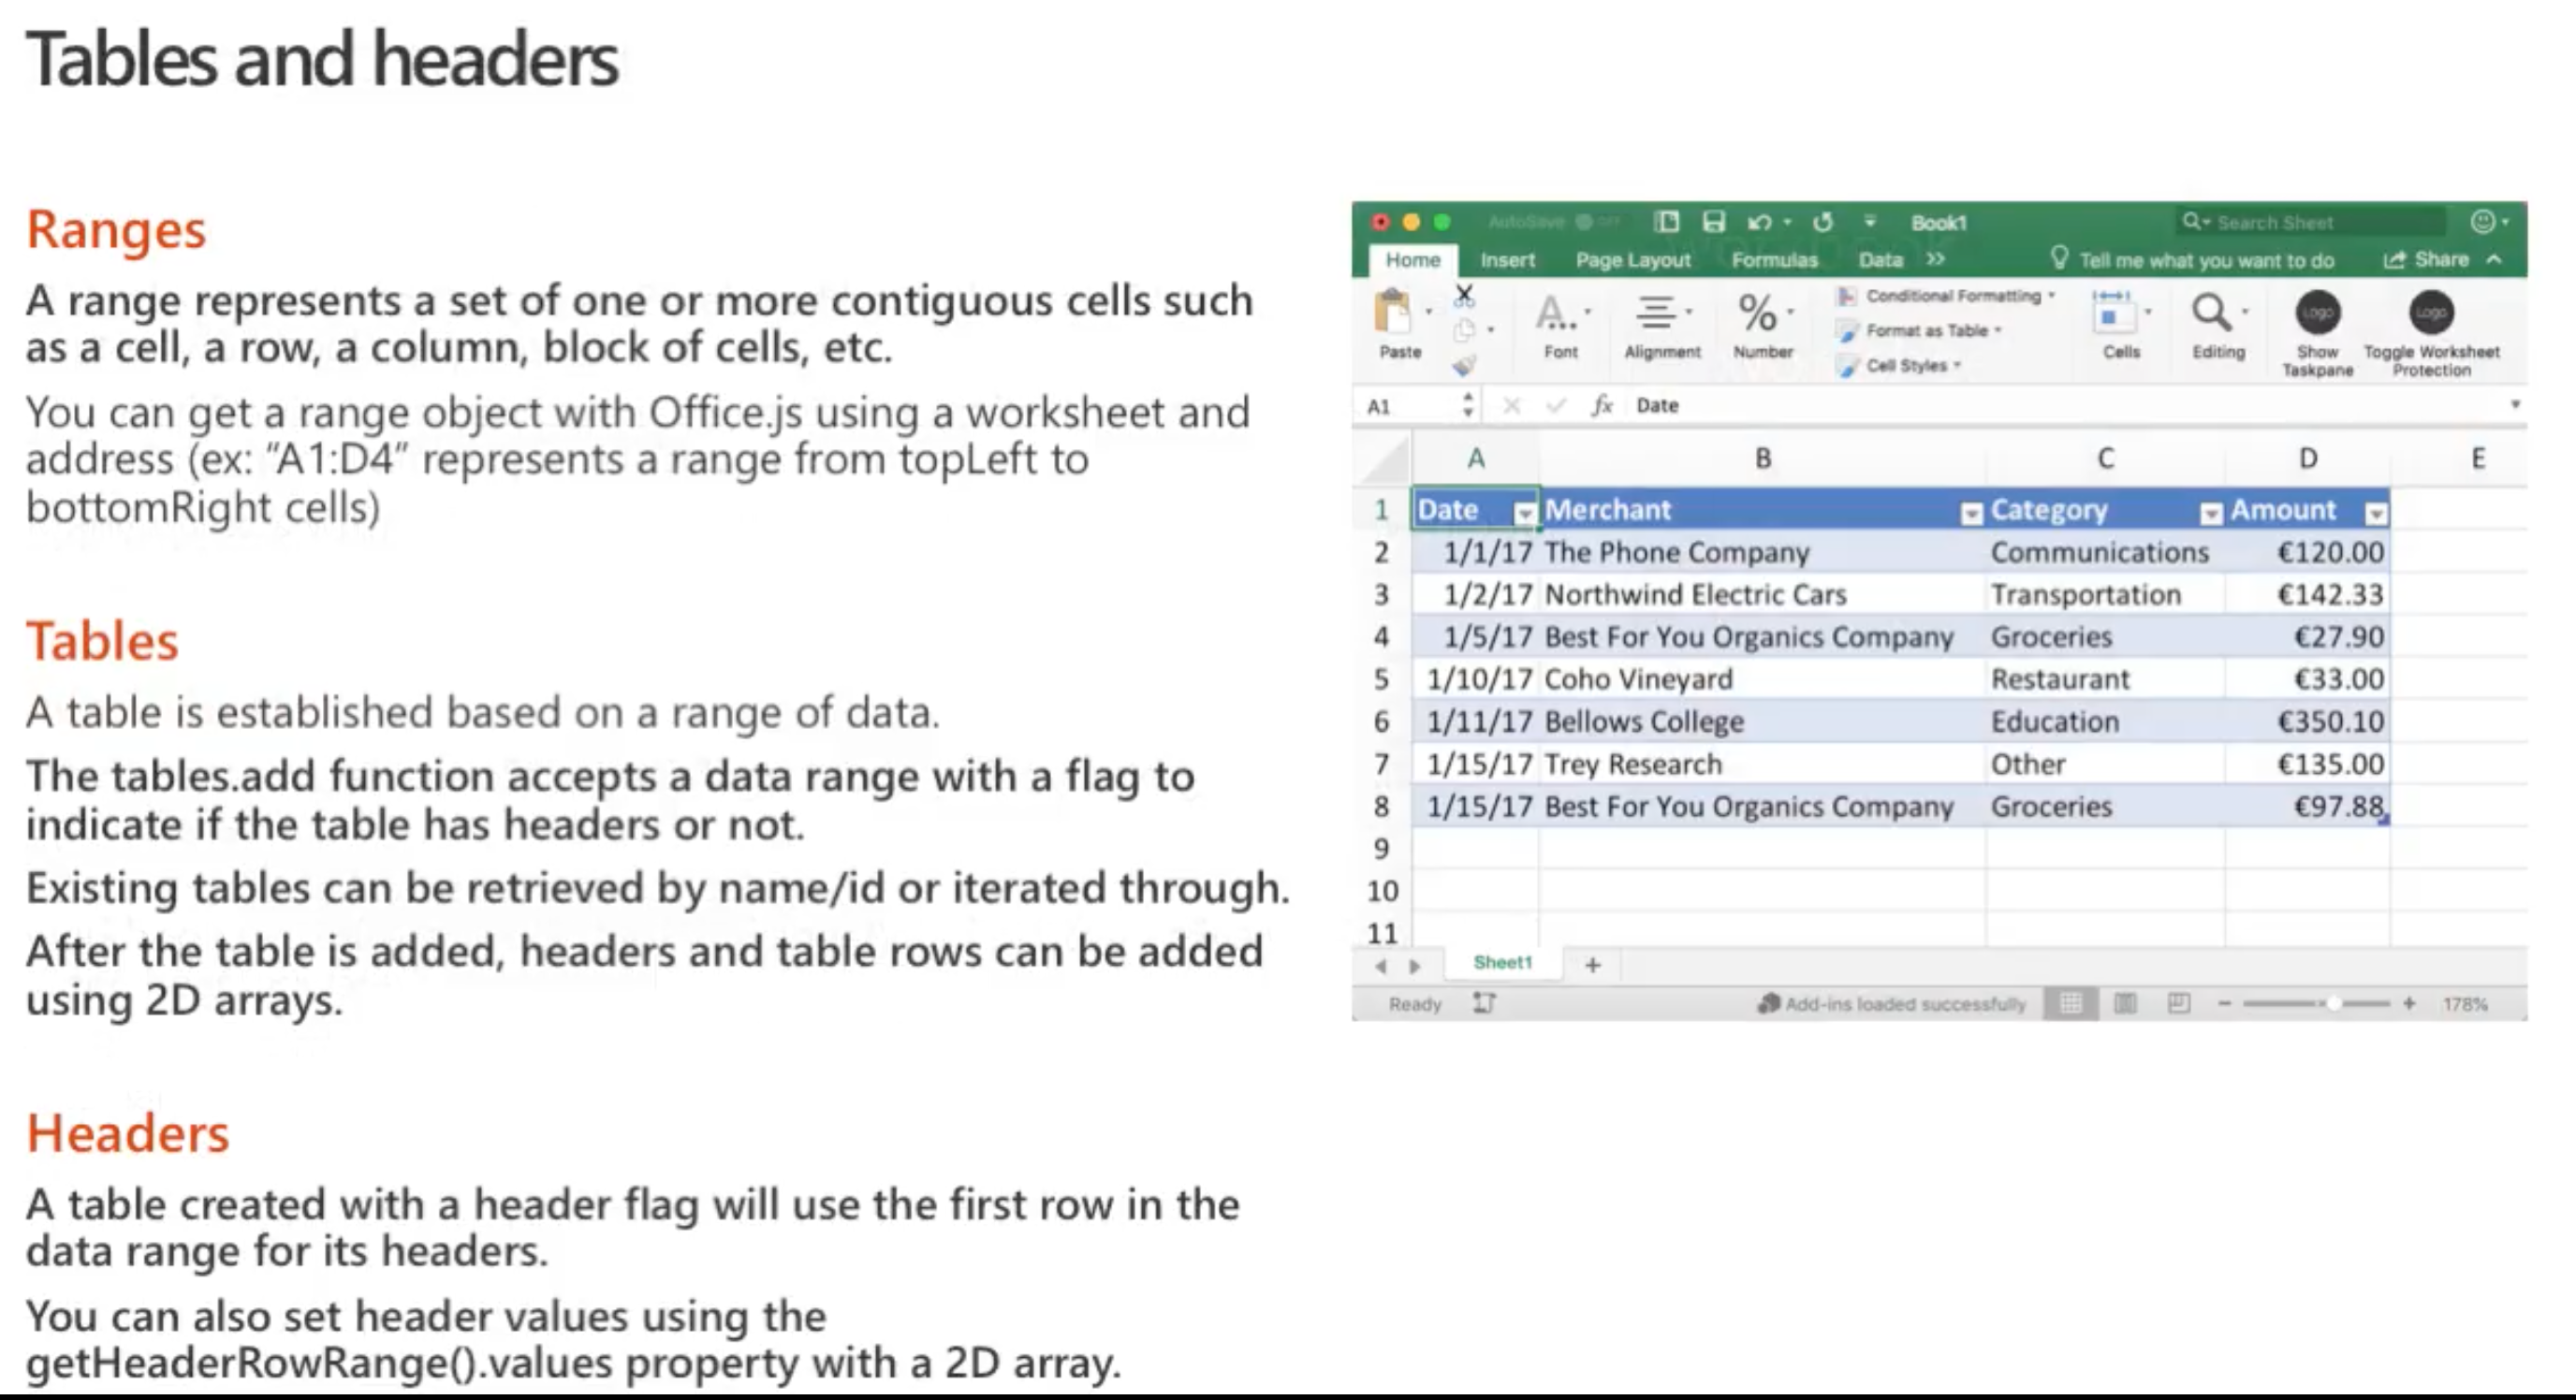 Tables and headers
Ranges
A range represents a set of one or more contiguous cells such
as a cell, a row, a column, block of cells, etc.
You can get a range object with Office.js using a worksheet and
address (ex: “A1:D4” represents a range from topLeft to
bottomRight cells)
Tables
A table is established based on a range of data.
The tables.add function accepts a data range with a flag to
indicate if the table has headers or not.
Existing tables can be retrieved by name/id or iterated through.
After the table is added, headers and table rows can be added
using 2D arrays.
Headers
A table created with a header flag will use the first row in the
data range for its headers.
You can also set header values using the
getHeaderRowRange().values property with a 2D array.
AutoSave Book1 Search Sheet
Home Insert Page Layout Formulas Data >> Tell me what you want to do Share
Paste A... Font Alignment % Number Conditional Formatting Format as Table Cell Styles Cells Editing Logo Show Taskpane Logo Toggle Worksheet Protection
A1 fx Date
A B C D E
1 Date Merchant Category Amount
2 1/1/17 The Phone Company Communications €120.00
3 1/2/17 Northwind Electric Cars Transportation €142.33
4 1/5/17 Best For You Organics Company Groceries €27.90
5 1/10/17 Coho Vineyard Restaurant €33.00
6 1/11/17 Bellows College Education €350.10
7 1/15/17 Trey Research Other €135.00
8 1/15/17 Best For You Organics Company Groceries €97.88
9
10
11
Sheet1 +
Ready Add-ins loaded successfully − + 178%